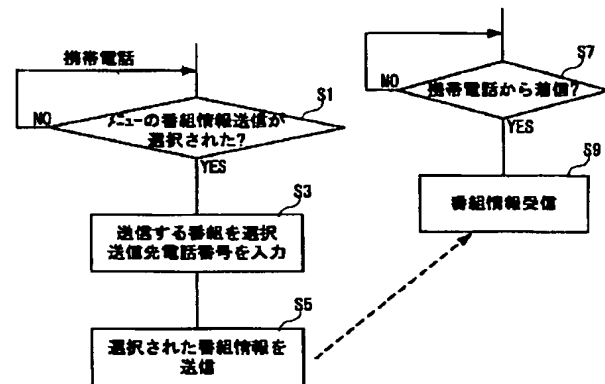 携帯電話
S1
NO
メニューの番組情報送信が
選択された?
YES
S3
送信する番組を選択
送信先電話番号を入力
S5
選択された番組情報を
送信
S7
NO
携帯電話から着信?
YES
S9
番組情報受信